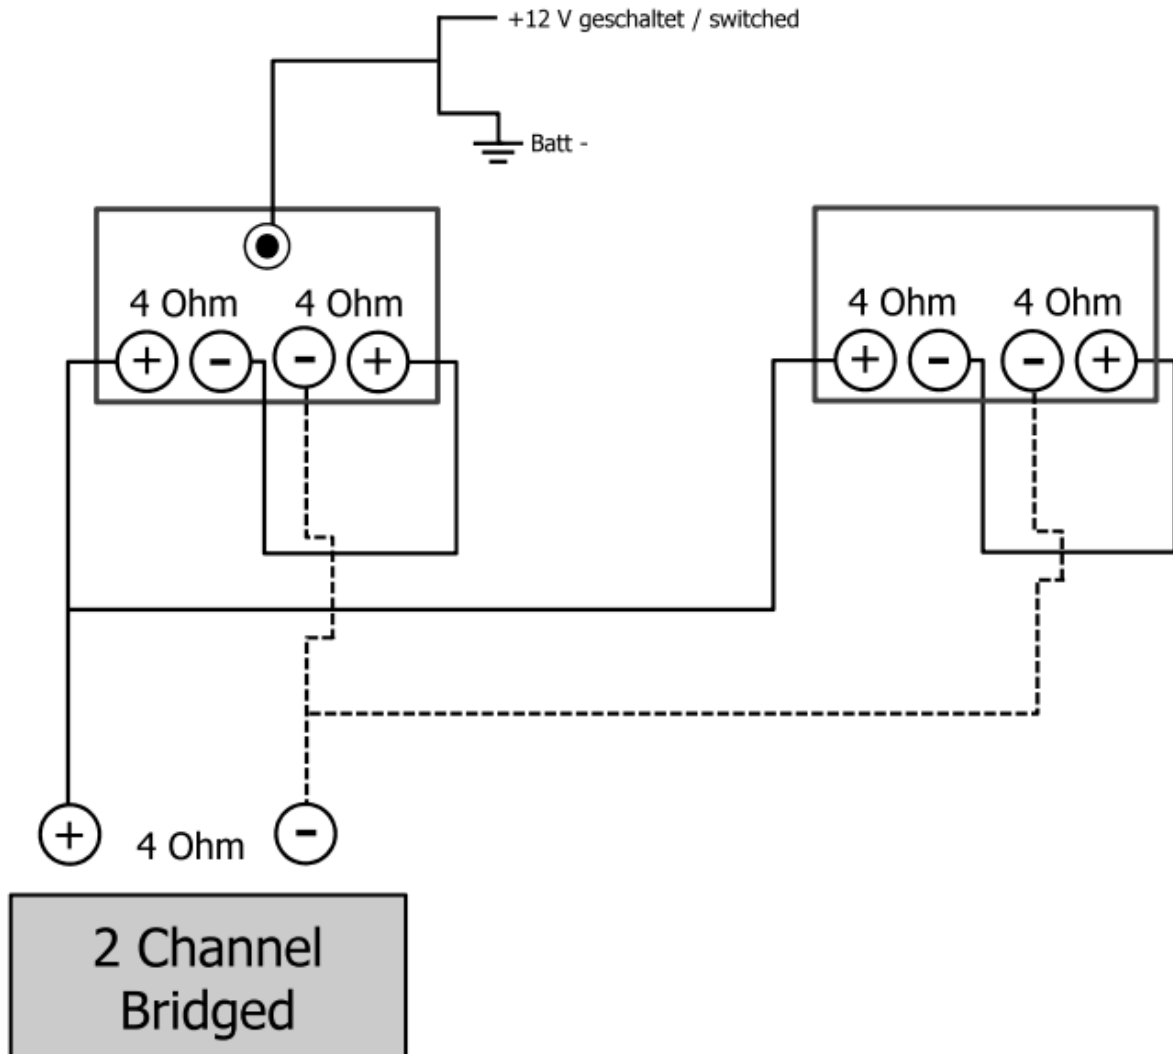 +12 V geschaltet / switched
Batt -
4 Ohm 4 Ohm
+ - - +
4 Ohm 4 Ohm
+ - - +
+ 4 Ohm -
2 Channel
Bridged